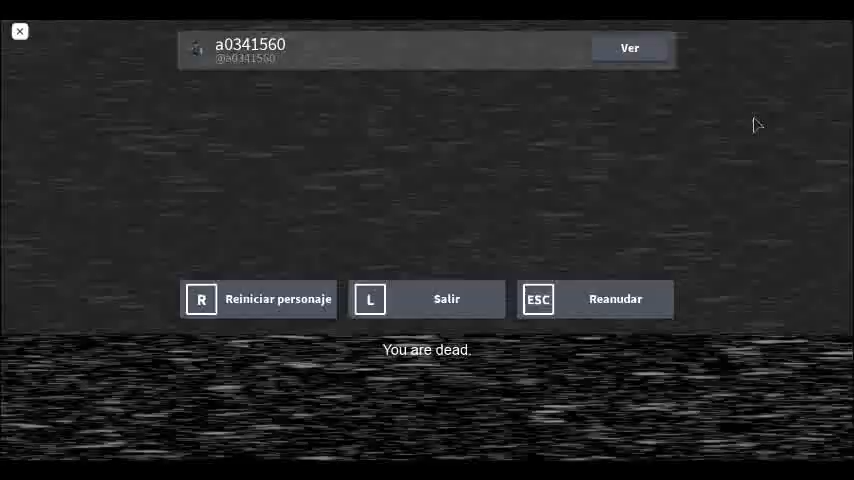 a0341560
@a0341560
Ver
R Reiniciar personaje
L Salir
ESC Reanudar
You are dead.